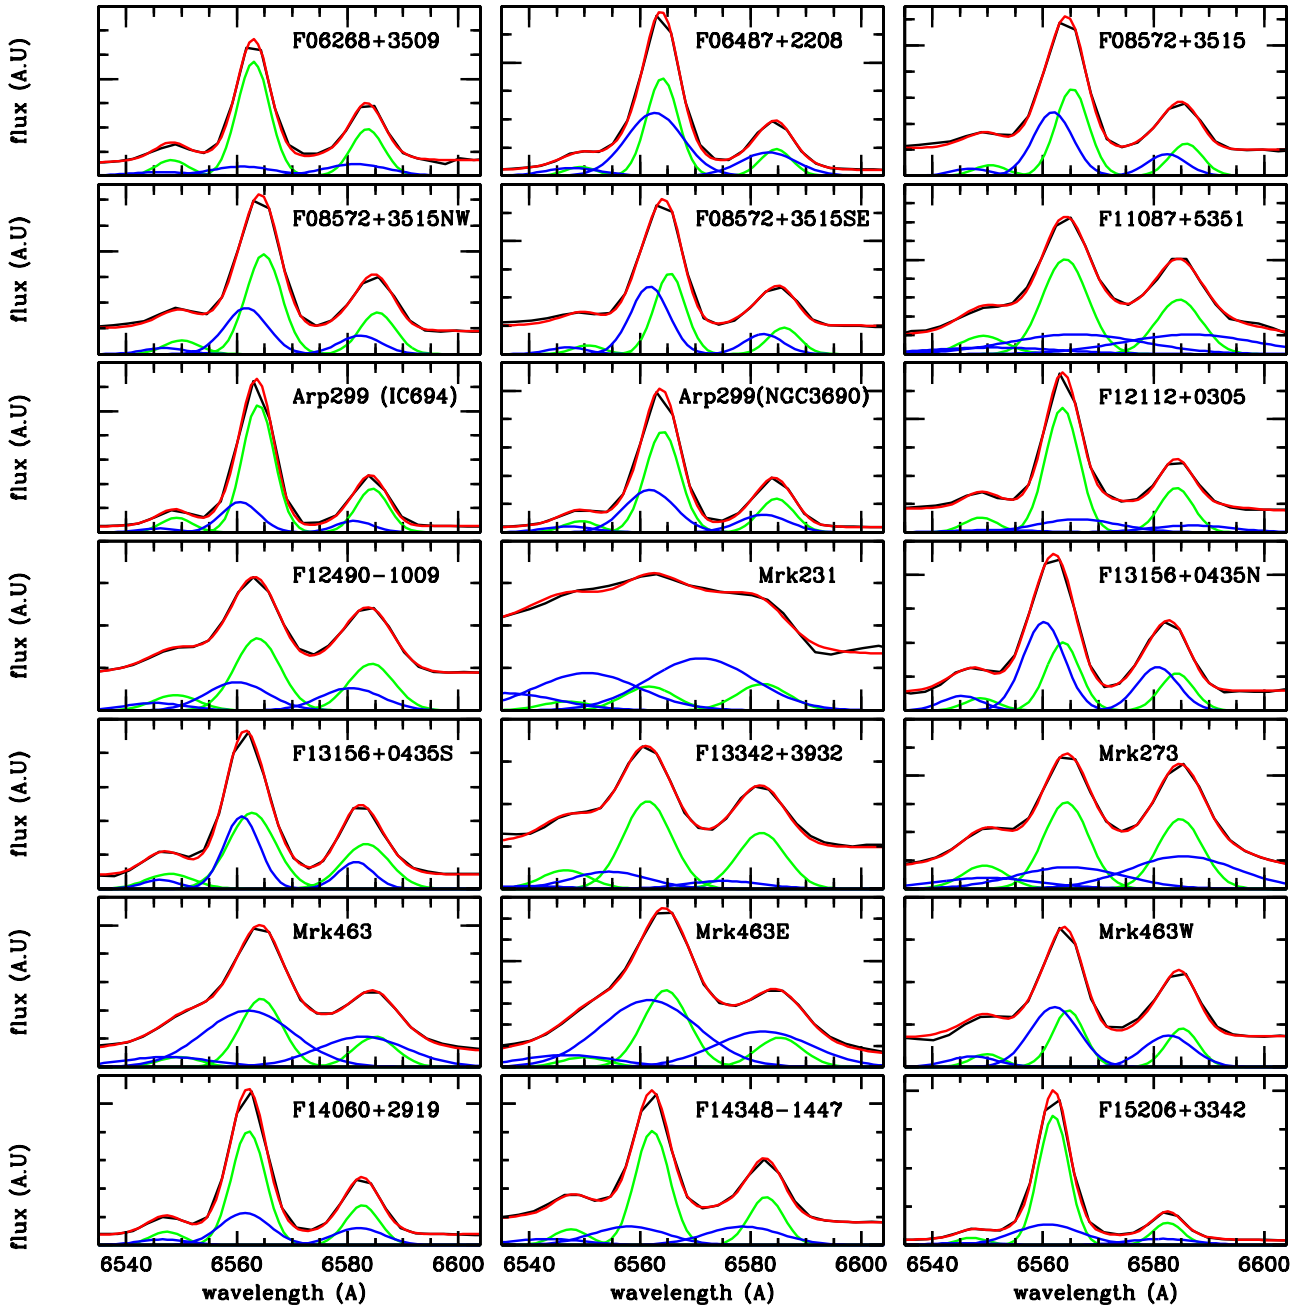 flux (A.U)
F06268+3509
F06487+2208
F08572+3515
flux (A.U)
F08572+3515NW
F08572+3515SE
F11087+5351
flux (A.U)
Arp299 (IC694)
Arp299(NGC3690)
F12112+0305
flux (A.U)
F12490-1009
Mrk231
F13156+0435N
flux (A.U)
F13156+0435S
F13342+3932
Mrk273
flux (A.U)
Mrk463
Mrk463E
Mrk463W
flux (A.U)
F14060+2919
F14348-1447
F15206+3342
6540 6560 6580 6600
6540 6560 6580 6600
6540 6560 6580 6600
wavelength (A)
wavelength (A)
wavelength (A)